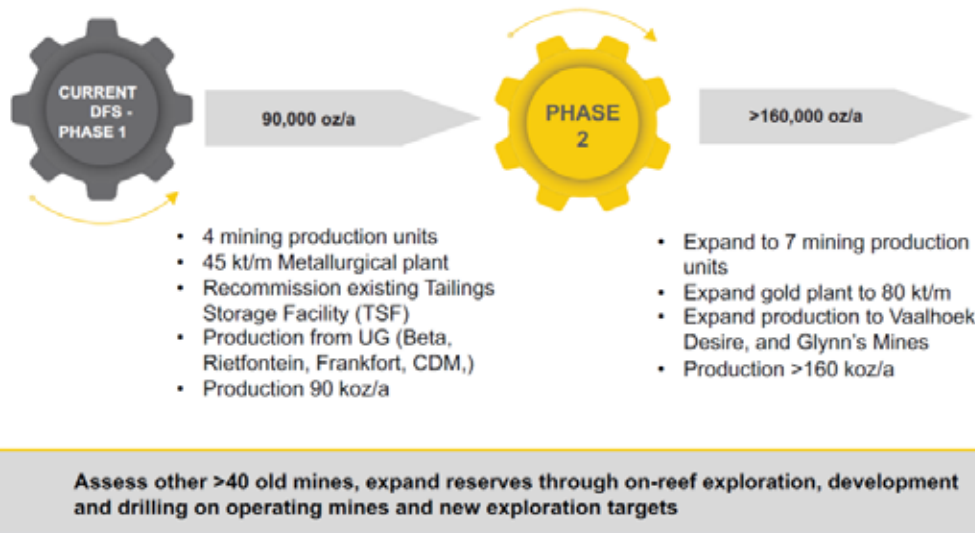 CURRENT
DFS -
PHASE 1
90,000 oz/a
PHASE
2
>160,000 oz/a
• 4 mining production units
• 45 kt/m Metallurgical plant
• Recommission existing Tailings
Storage Facility (TSF)
• Production from UG (Beta,
Rietfontein, Frankfort, CDM,)
• Production 90 koz/a
• Expand to 7 mining production
units
• Expand gold plant to 80 kt/m
• Expand production to Vaalhoek
Desire, and Glynn's Mines
• Production >160 koz/a
Assess other >40 old mines, expand reserves through on-reef exploration, development
and drilling on operating mines and new exploration targets